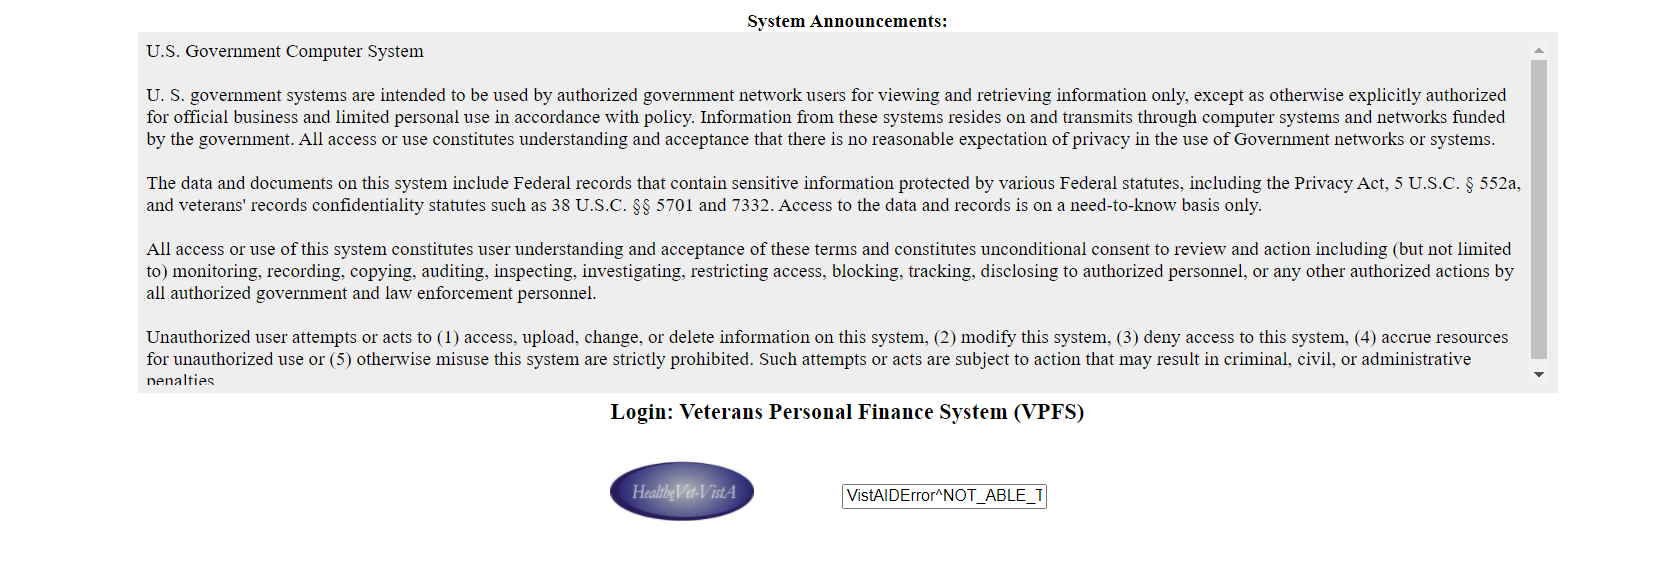 System Announcements:
U.S. Government Computer System
U. S. government systems are intended to be used by authorized government network users for viewing and retrieving information only, except as otherwise explicitly authorized
for official business and limited personal use in accordance with policy. Information from these systems resides on and transmits through computer systems and networks funded
by the government. All access or use constitutes understanding and acceptance that there is no reasonable expectation of privacy in the use of Government networks or systems.
The data and documents on this system include Federal records that contain sensitive information protected by various Federal statutes, including the Privacy Act, 5 U.S.C. § 552a,
and veterans' records confidentiality statutes such as 38 U.S.C. §§ 5701 and 7332. Access to the data and records is on a need-to-know basis only.
All access or use of this system constitutes user understanding and acceptance of these terms and constitutes unconditional consent to review and action including (but not limited
to) monitoring, recording, copying, auditing, inspecting, investigating, restricting access, blocking, tracking, disclosing to authorized personnel, or any other authorized actions by
all authorized government and law enforcement personnel.
Unauthorized user attempts or acts to (1) access, upload, change, or delete information on this system, (2) modify this system, (3) deny access to this system, (4) accrue resources
for unauthorized use or (5) otherwise misuse this system are strictly prohibited. Such attempts or acts are subject to action that may result in criminal, civil, or administrative
penalties
Login: Veterans Personal Finance System (VPFS)
HealtheVet-VistA
VistAIDError^NOT_ABLE_T